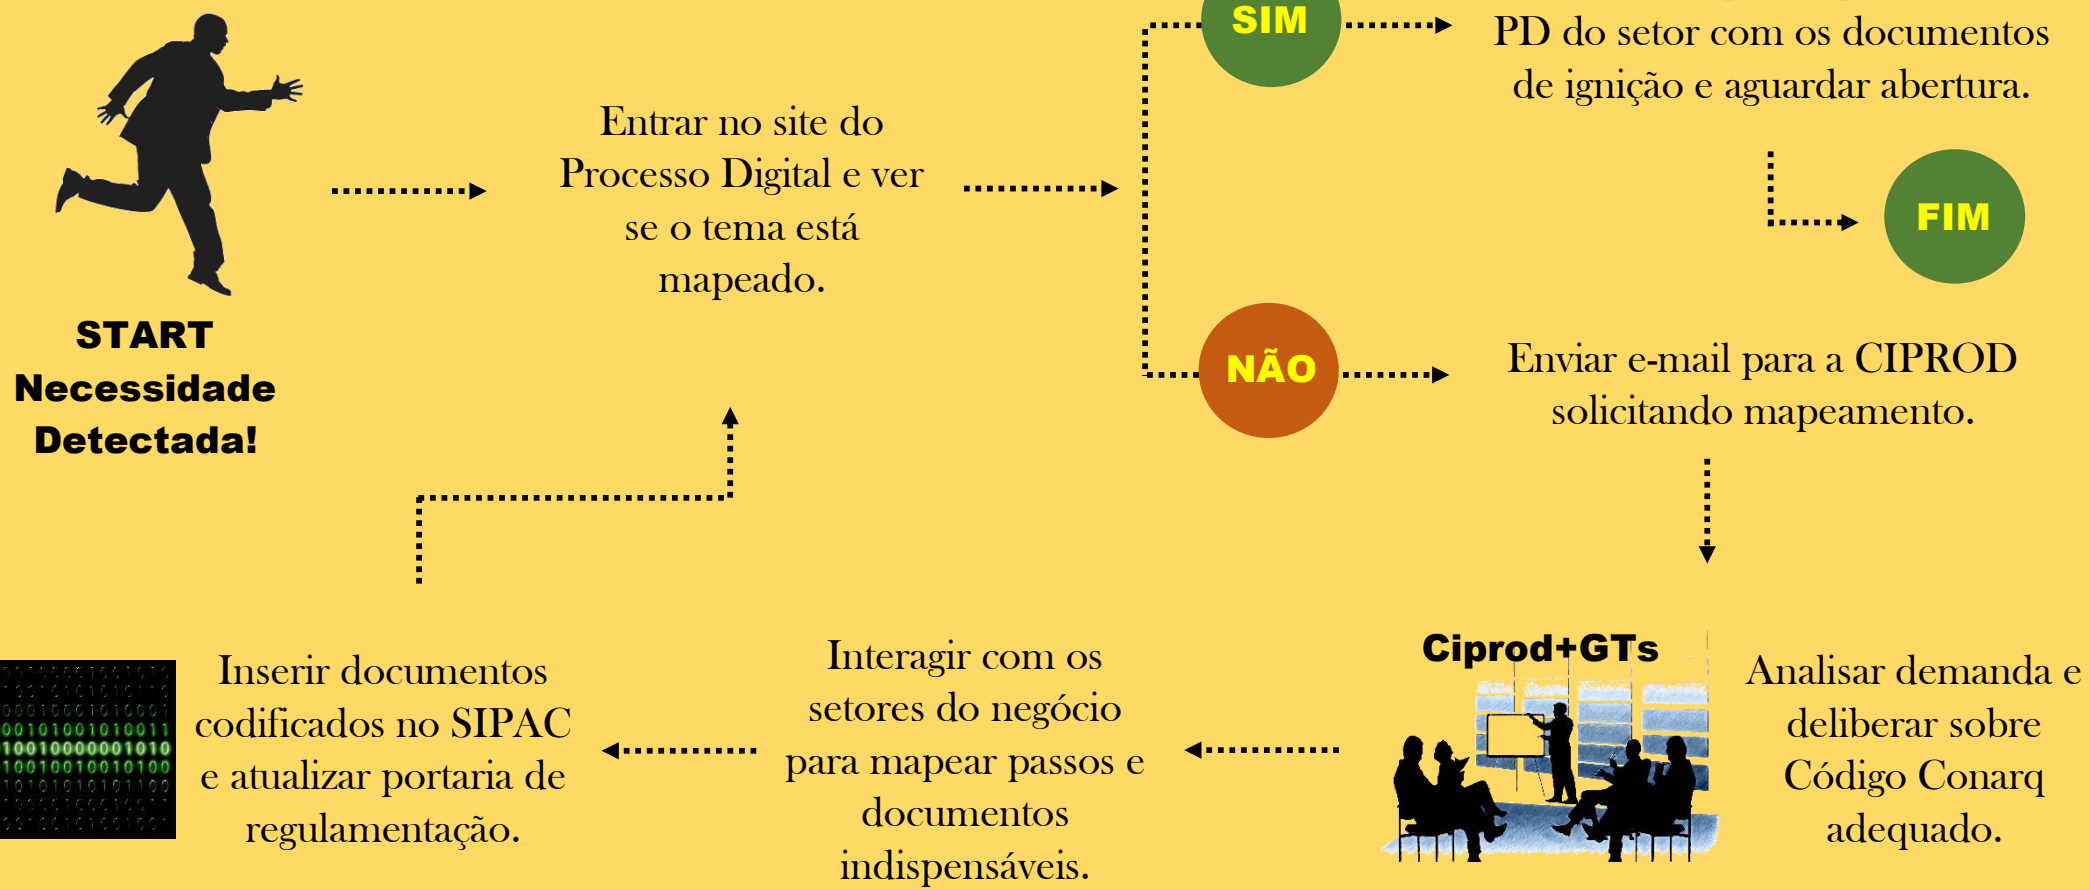 START
Necessidade
Detectada!
Entrar no site do
Processo Digital e ver
se o tema está
mapeado.
SIM
PD do setor com os documentos
de ignição e aguardar abertura.
FIM
NÃO
Enviar e-mail para a CIPROD
solicitando mapeamento.
Ciprod+GTs
Analisar demanda e
deliberar sobre
Código Conarq
adequado.
Interagir com os
setores do negócio
para mapear passos e
documentos
indispensáveis.
Inserir documentos
codificados no SIPAC
e atualizar portaria de
regulamentação.